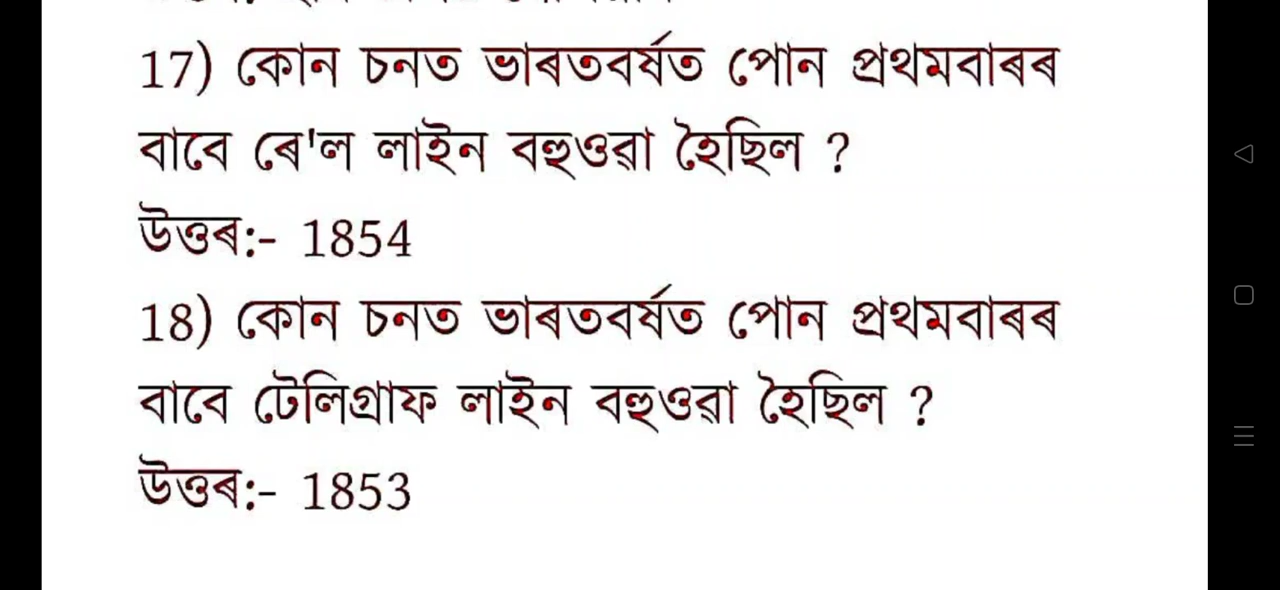 17) কোন চনত ভাৰতবৰ্ষত পোন প্ৰথমবাৰৰ
বাবে ৰে'ল লাইন বহুওৱা হৈছিল ?
উত্তৰ:- 1854
18) কোন চনত ভাৰতবৰ্ষত পোন প্ৰথমবাৰৰ
বাবে টেলিগ্ৰাফ লাইন বহুওৱা হৈছিল ?
উত্তৰ:- 1853